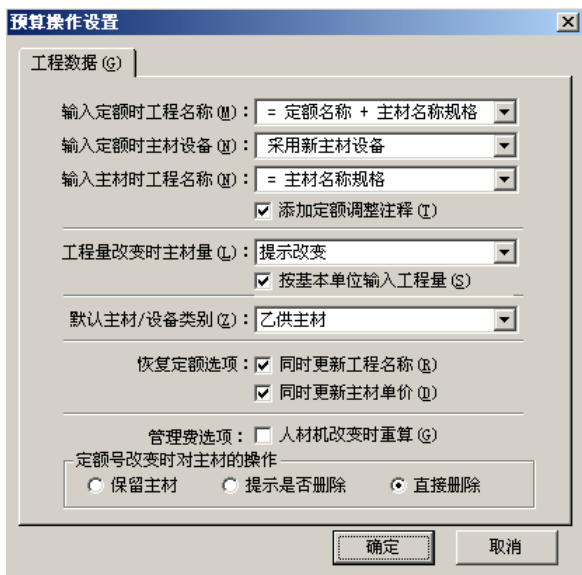 预算操作设置
工程数据(G)
输入定额时工程名称(M)： = 定额名称 + 主材名称规格
输入定额时主材设备(N)： 采用新主材设备
输入主材时工程名称(N)： = 主材名称规格
添加定额调整注释(T)
工程量改变时主材量(L)：提示改变
按基本单位输入工程量(S)
默认主材/设备类别(Z)：乙供主材
恢复定额选项：同时更新工程名称(R)
同时更新主材单价(D)
管理费选项：人材机改变时重算(G)
定额号改变时对主材的操作
保留主材 提示是否删除 直接删除
确定 取消